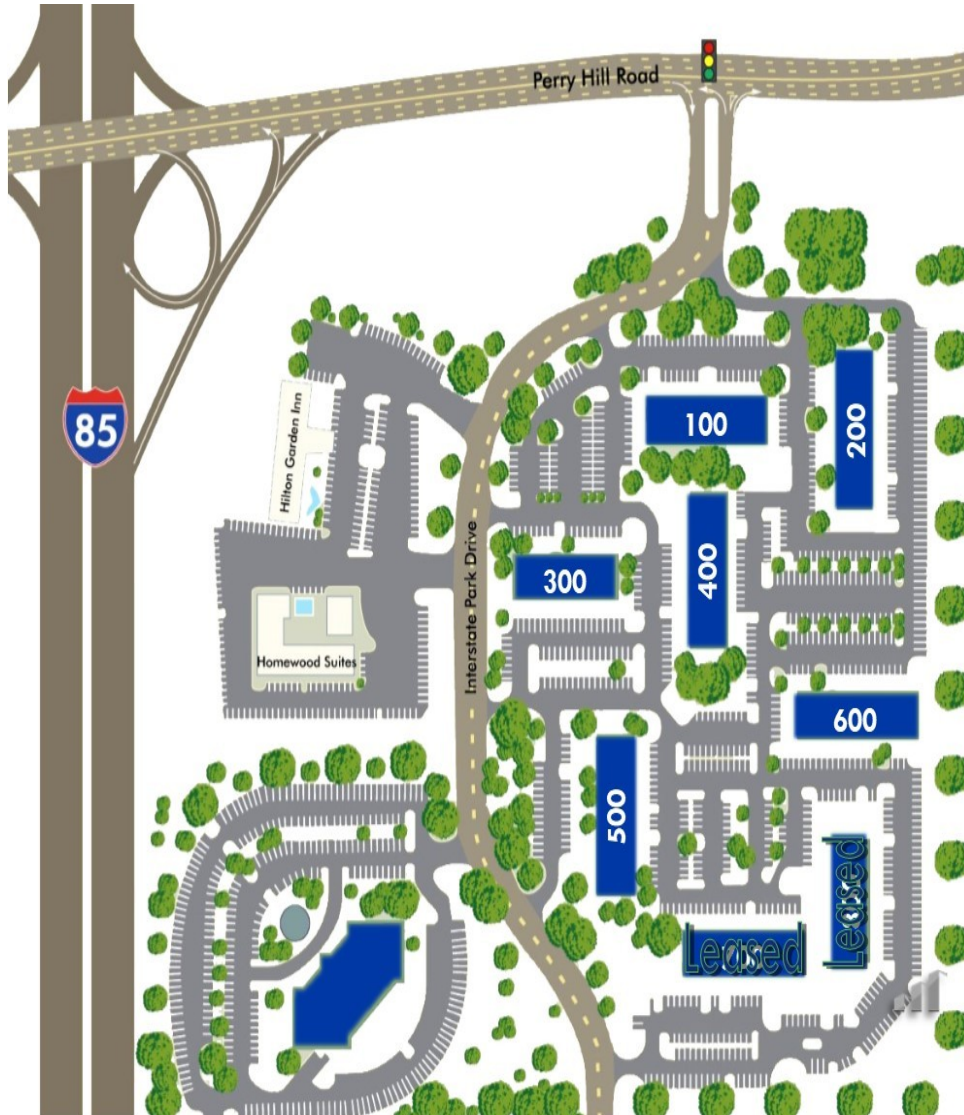 Perry Hill Road
85
Hilton Garden Inn
100
200
Interstate Park Drive
300
400
Homewood Suites
600
500
Leased
Leased